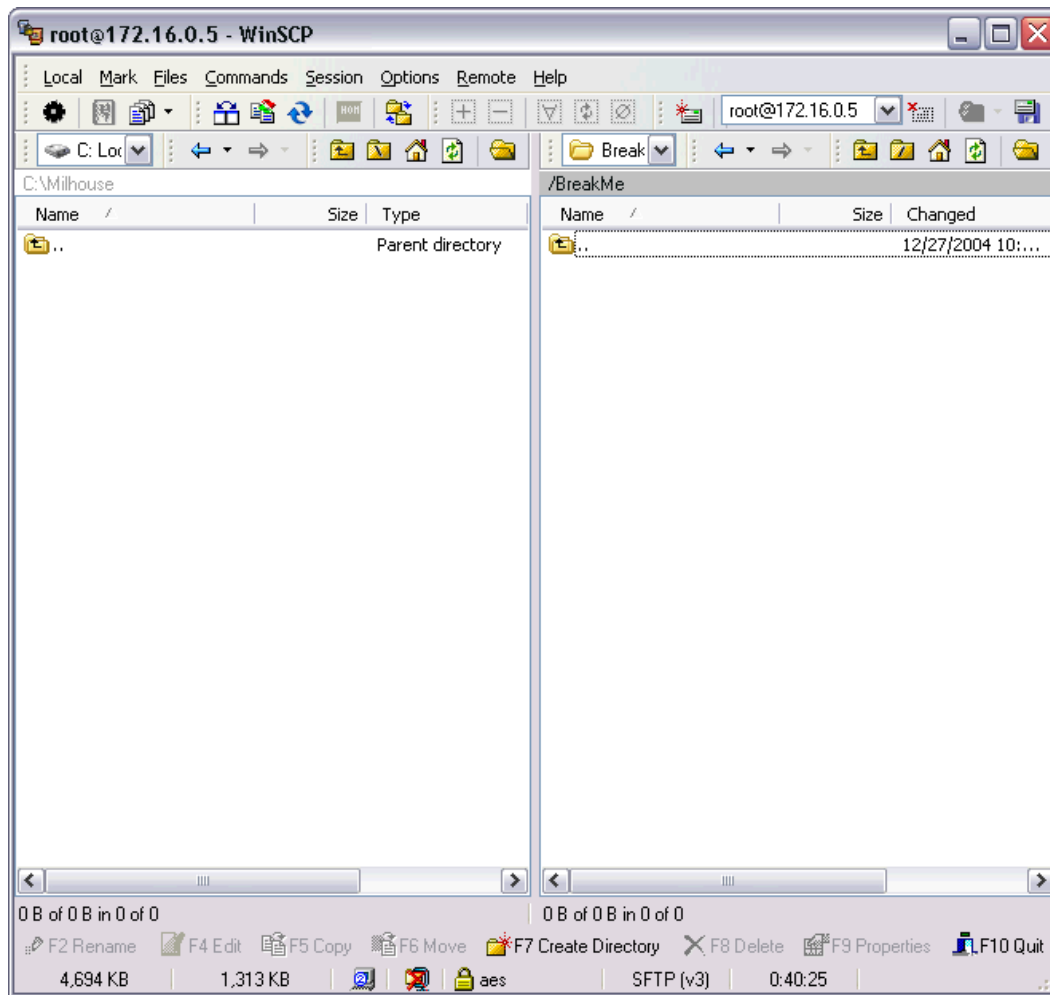 root@172.16.0.5 - WinSCP
Local Mark Files Commands Session Options Remote Help
root@172.16.0.5
C: Loc
Break
C:\Milhouse
/BreakMe
Name / Size Type
Name / Size Changed
.. Parent directory
.. 12/27/2004 10:...
0 B of 0 B in 0 of 0
0 B of 0 B in 0 of 0
F2 Rename F4 Edit F5 Copy F6 Move F7 Create Directory F8 Delete F9 Properties F10 Quit
4,694 KB 1,313 KB aes SFTP (v3) 0:40:25